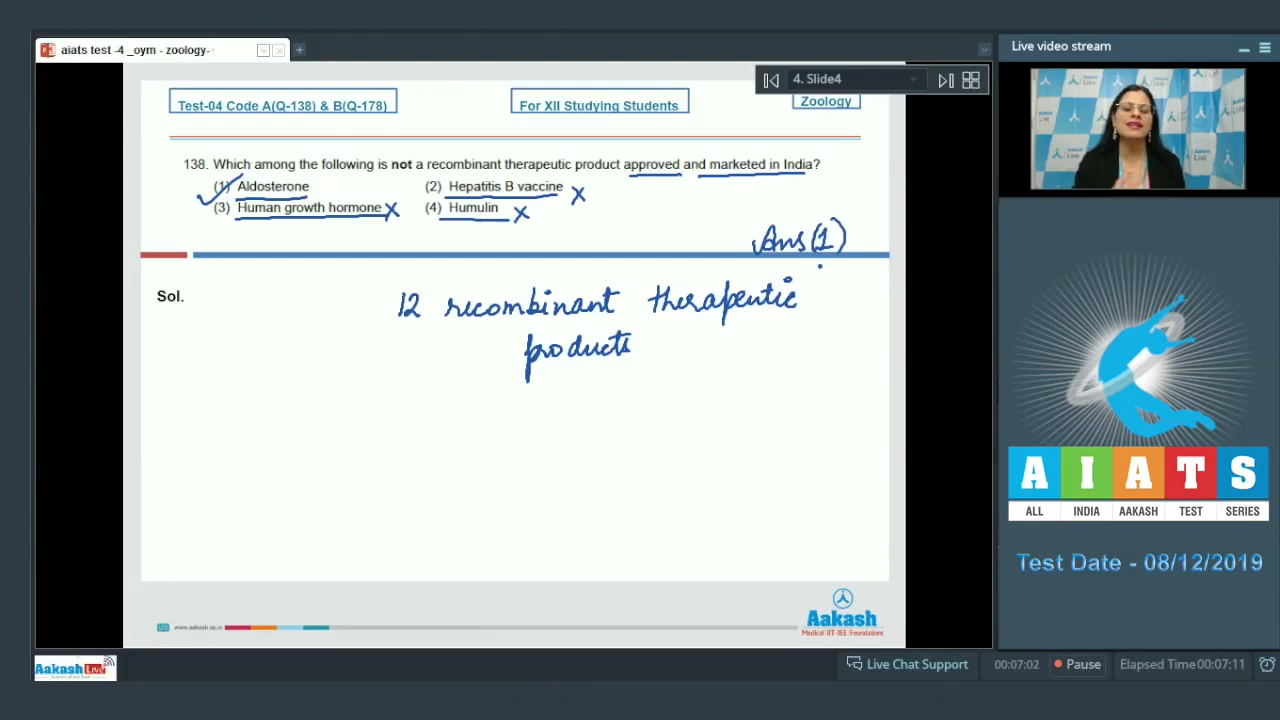 aiats test -4 _oym - zoology-
Live video stream
4. Slide4
Test-04 Code A(Q-138) & B(Q-178)
For XII Studying Students
Zoology
138. Which among the following is not a recombinant therapeutic product approved and marketed in India?
(1) Aldosterone
(2) Hepatitis B vaccine
(3) Human growth hormone
(4) Humulin
Ans (1)
Sol.
12 recombinant therapeutic
products
A I A T S
ALL INDIA AAKASH TEST SERIES
Test Date - 08/12/2019
www.aakash.ac.in
Aakash
Medical|IIT-JEE|Foundations
Aakash Live
Live Chat Support
00:07:02
Pause
Elapsed Time 00:07:11